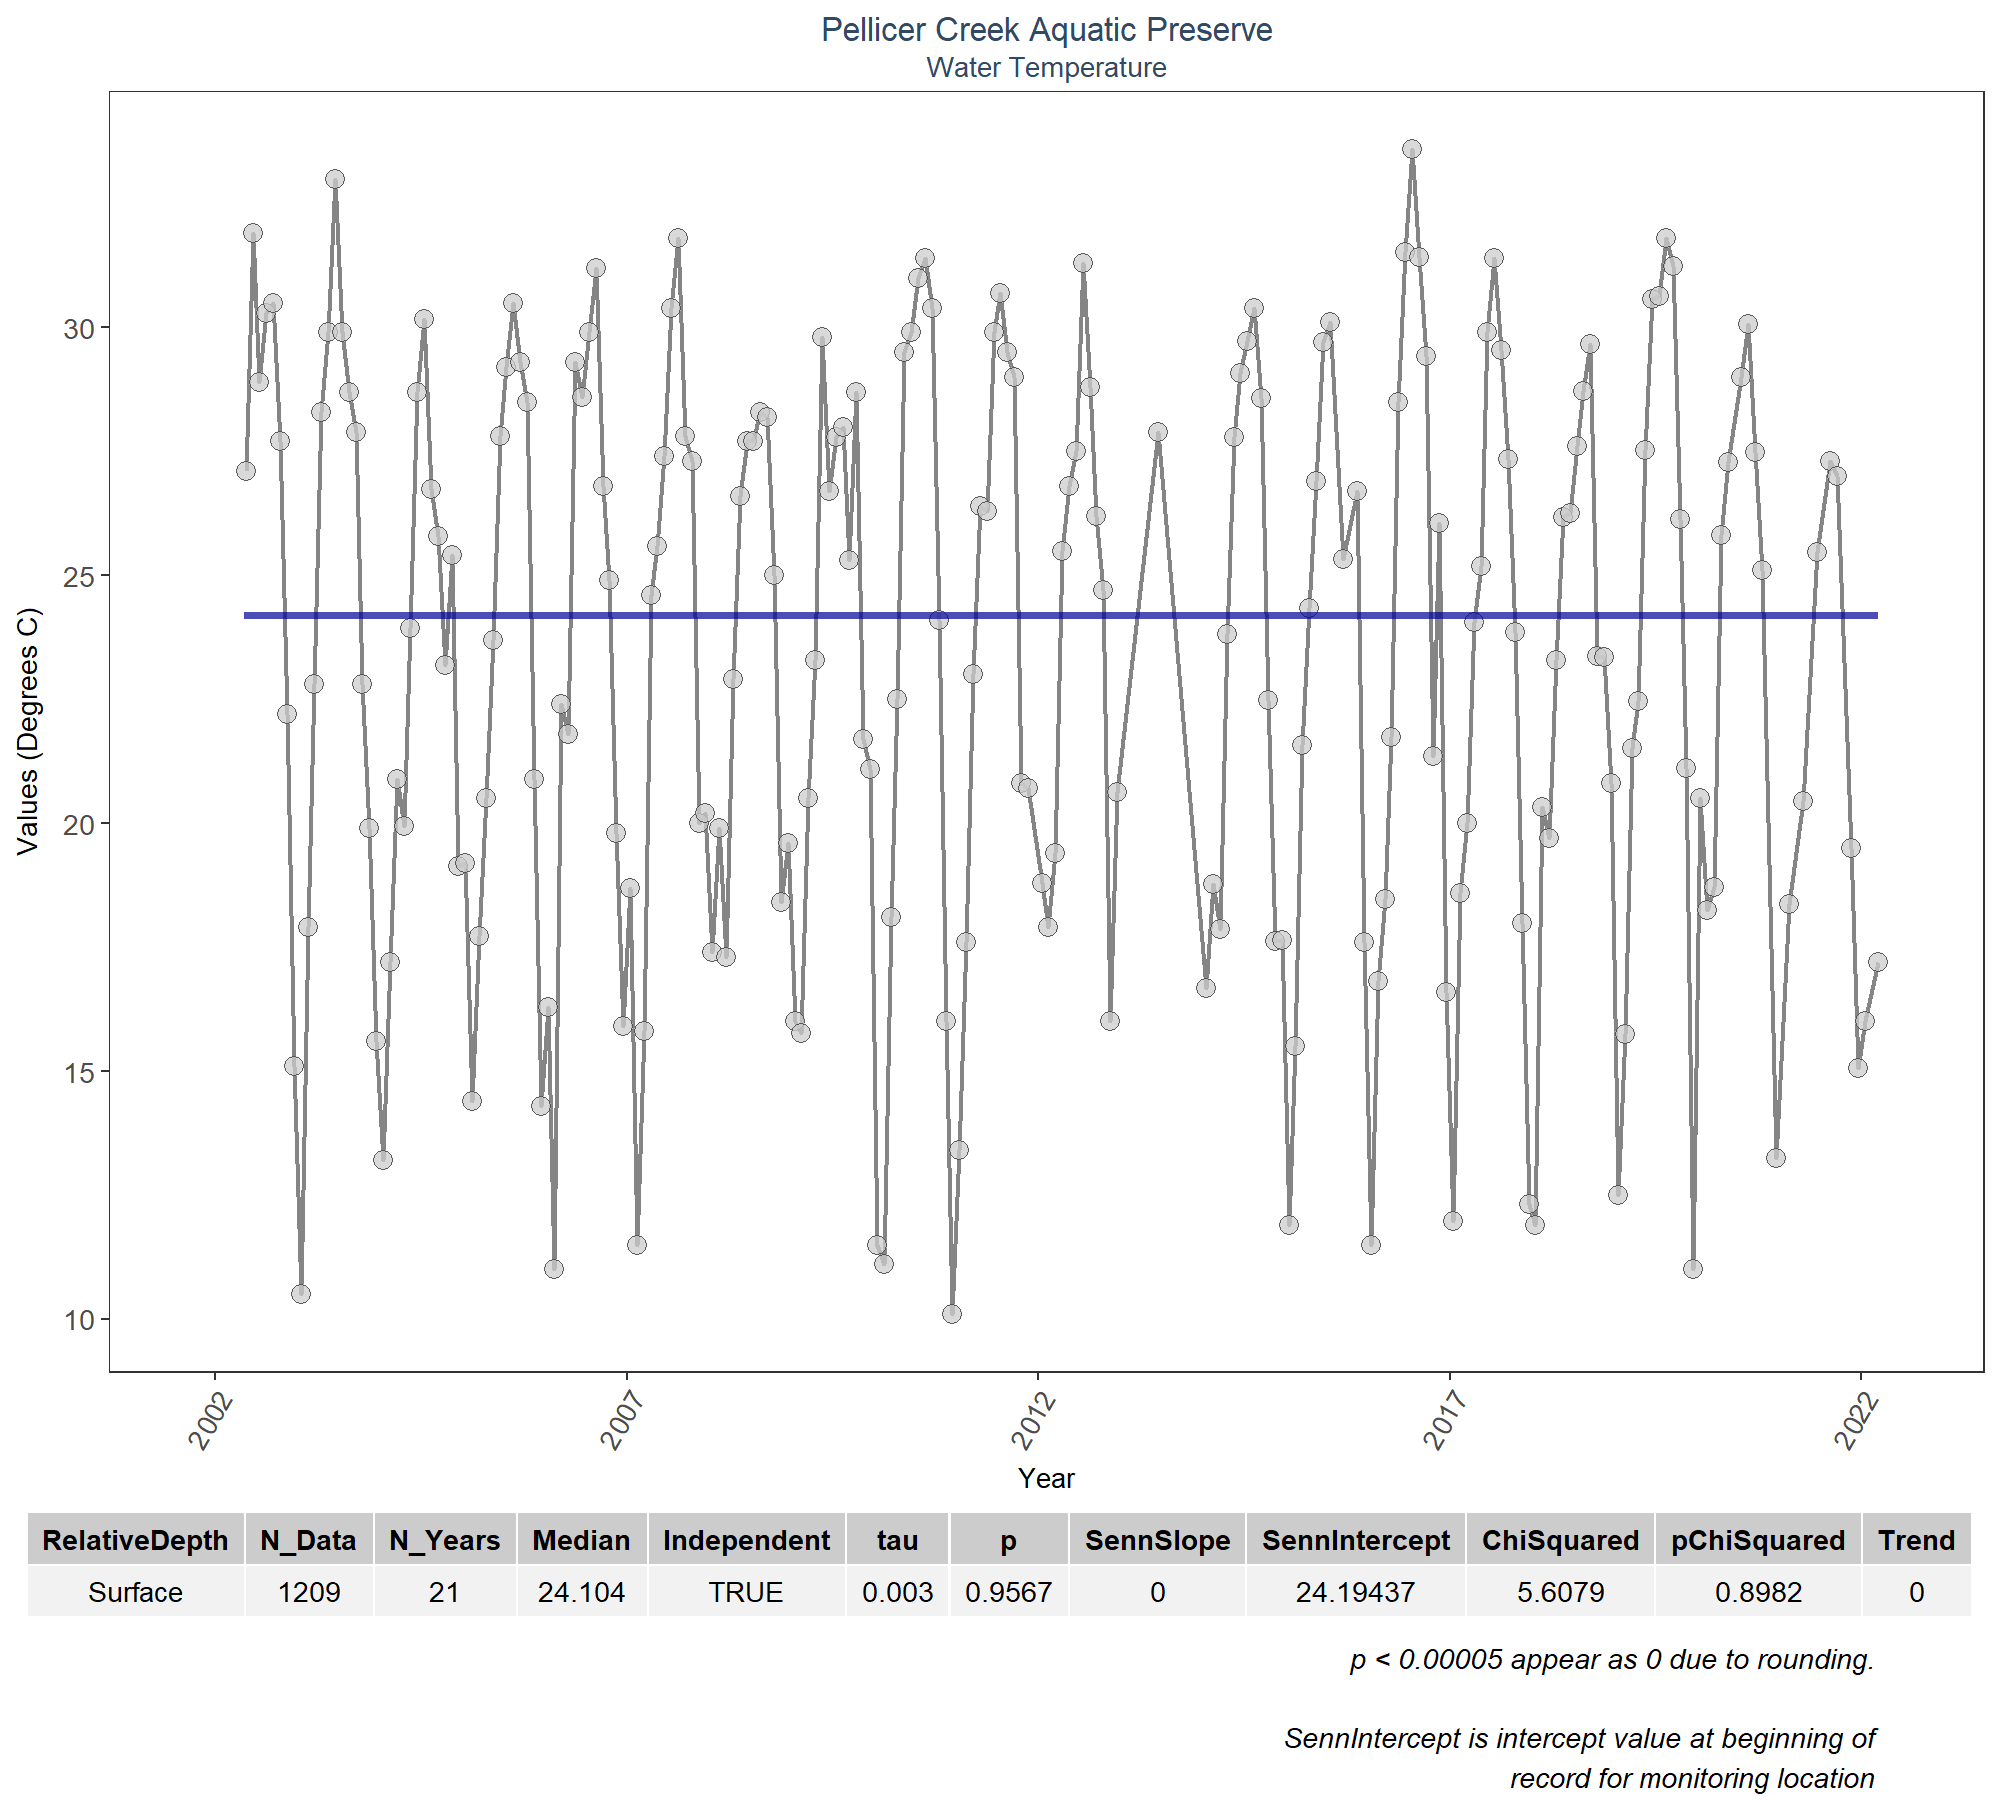 Pellicer Creek Aquatic Preserve
Water Temperature
Values (Degrees C)
30
25
20
15
10
2002 2007 2012 2017 2022
Year
RelativeDepth N_Data N_Years Median Independent tau p SennSlope SennIntercept ChiSquared pChiSquared Trend
Surface 1209 21 24.104 TRUE 0.003 0.9567 0 24.19437 5.6079 0.8982 0
p < 0.00005 appear as 0 due to rounding.
SennIntercept is intercept value at beginning of
record for monitoring location